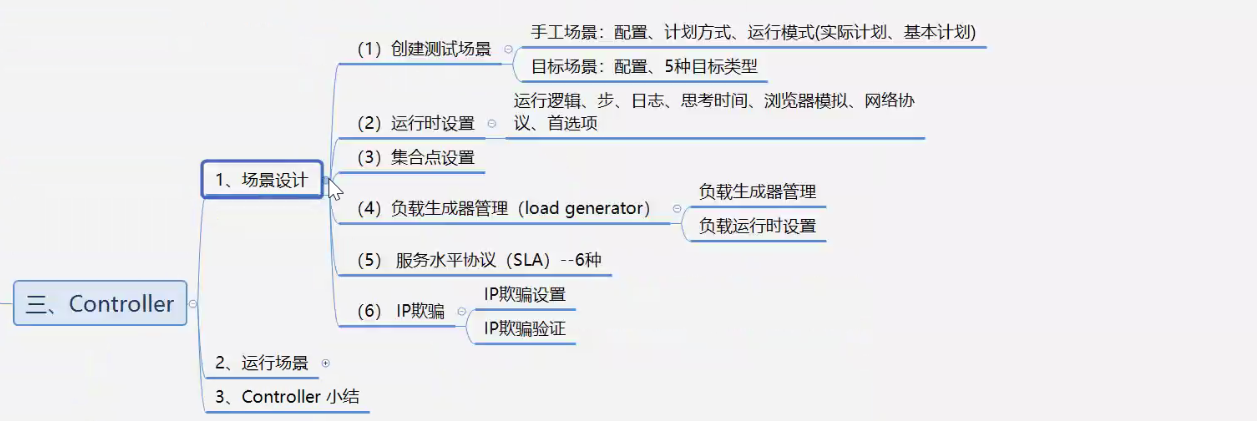 三、Controller
1、场景设计
（1）创建测试场景
手工场景：配置、计划方式、运行模式(实际计划、基本计划)
目标场景：配置、5种目标类型
（2）运行时设置
运行逻辑、步、日志、思考时间、浏览器模拟、网络协
议、首选项
（3）集合点设置
（4）负载生成器管理（load generator）
负载生成器管理
负载运行时设置
（5） 服务水平协议（SLA）--6种
（6） IP欺骗
IP欺骗设置
IP欺骗验证
2、运行场景
3、Controller 小结